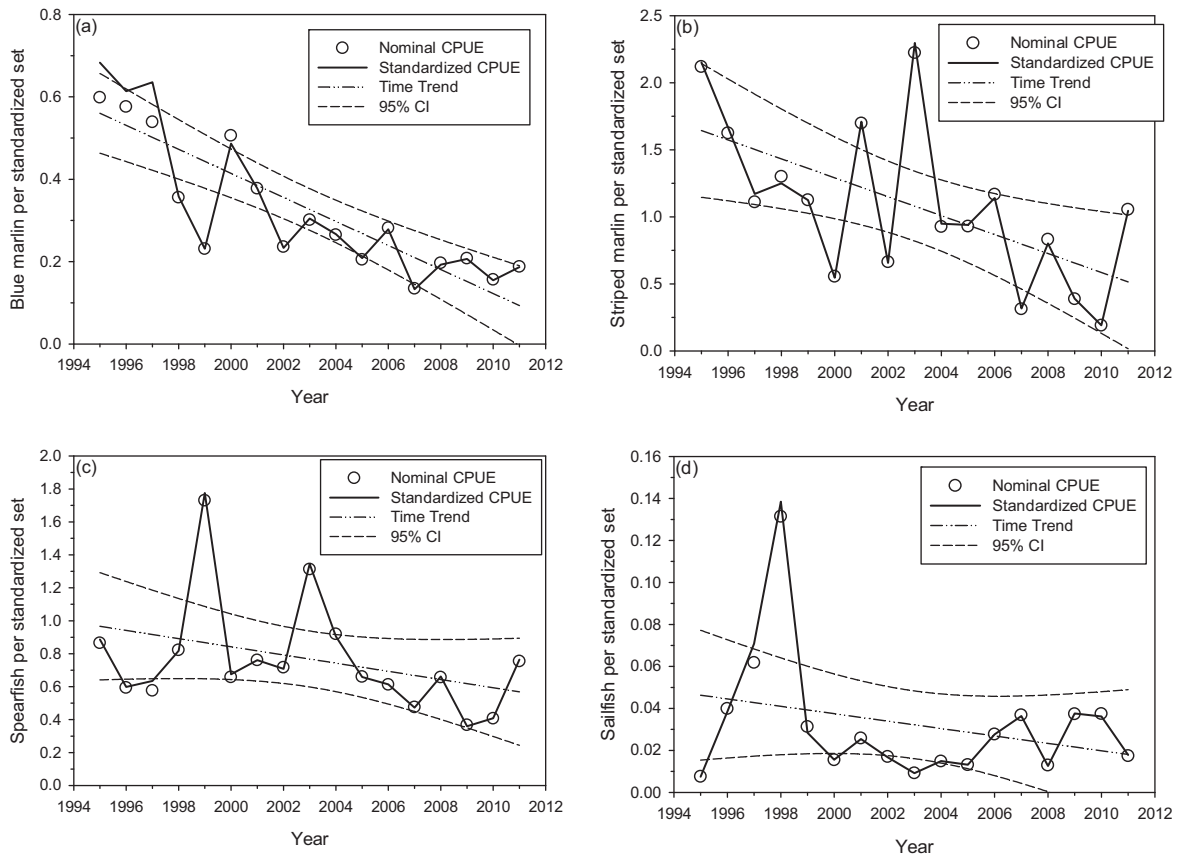 (a)
Nominal CPUE
Standardized CPUE
Time Trend
95% CI
Blue marlin per standardized set
0.8
0.6
0.4
0.2
0.0
1994 1996 1998 2000 2002 2004 2006 2008 2010 2012
Year
(b)
Nominal CPUE
Standardized CPUE
Time Trend
95% CI
Striped marlin per standardized set
2.5
2.0
1.5
1.0
0.5
0.0
1994 1996 1998 2000 2002 2004 2006 2008 2010 2012
Year
(c)
Nominal CPUE
Standardized CPUE
Time Trend
95% CI
Spearfish per standardized set
2.0
1.8
1.6
1.4
1.2
1.0
0.8
0.6
0.4
0.2
0.0
1994 1996 1998 2000 2002 2004 2006 2008 2010 2012
Year
(d)
Nominal CPUE
Standardized CPUE
Time Trend
95% CI
Sailfish per standardized set
0.16
0.14
0.12
0.10
0.08
0.06
0.04
0.02
0.00
1994 1996 1998 2000 2002 2004 2006 2008 2010 2012
Year